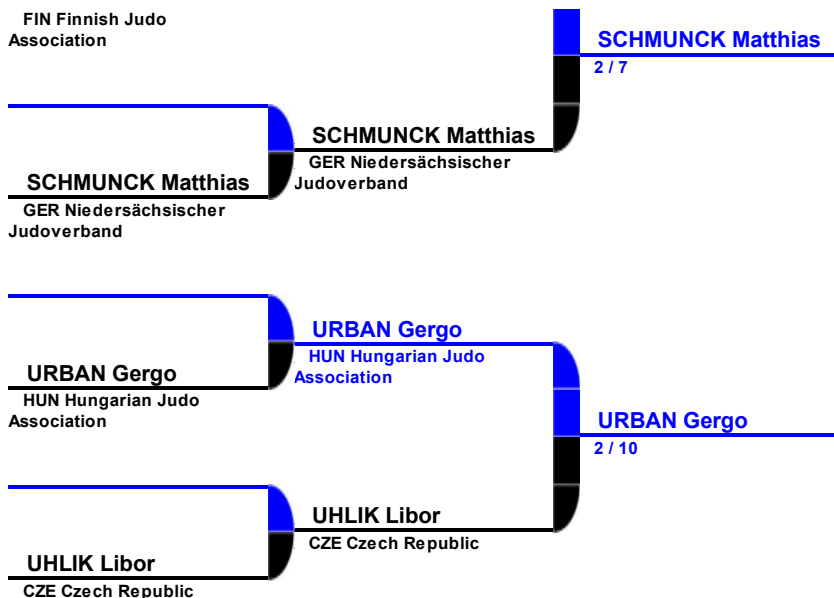 FIN Finnish Judo
Association
SCHMUNCK Matthias
2 / 7
SCHMUNCK Matthias
GER Niedersächsischer
Judoverband
SCHMUNCK Matthias
GER Niedersächsischer
Judoverband
URBAN Gergo
HUN Hungarian Judo
Association
URBAN Gergo
HUN Hungarian Judo
Association
URBAN Gergo
2 / 10
UHLIK Libor
CZE Czech Republic
UHLIK Libor
CZE Czech Republic